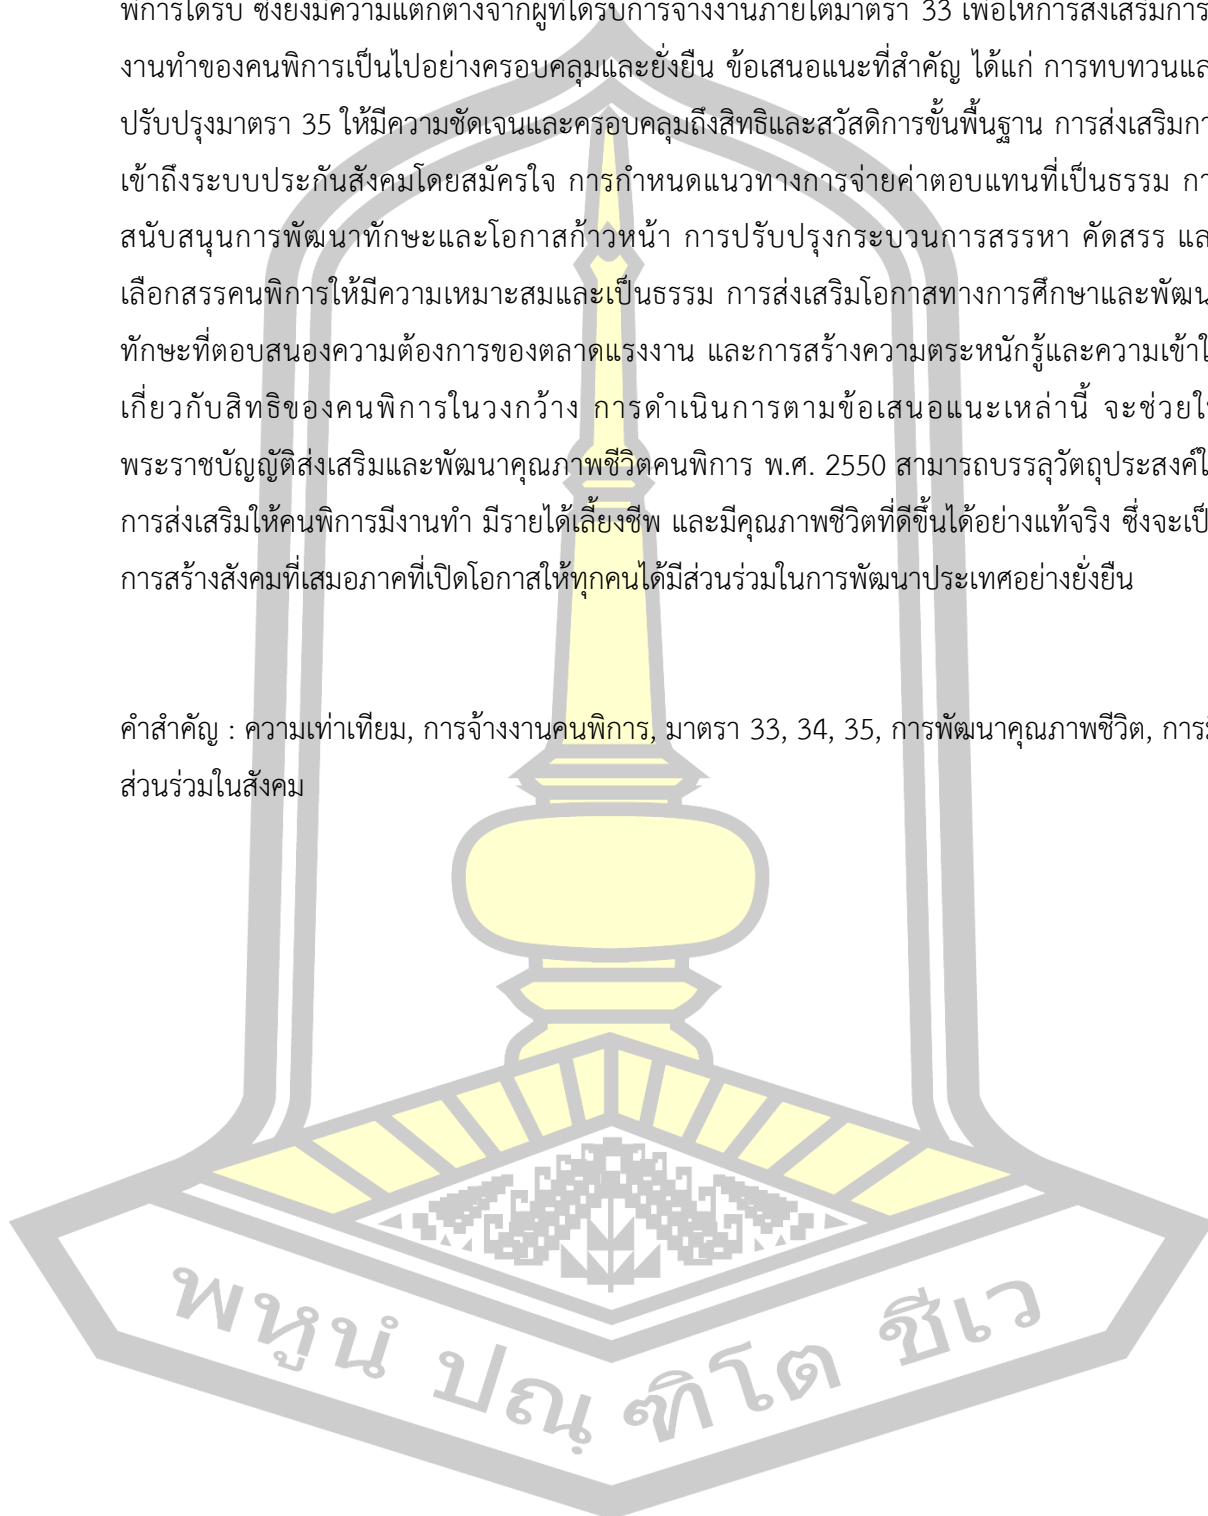 พิการได้รับ ซึ่งยังมีความแตกต่างจากผู้ที่ได้รับการจ้างงานภายใต้มาตรา 33 เพื่อให้การส่งเสริมการ
งานทำของคนพิการเป็นไปอย่างครอบคลุมและยั่งยืน ข้อเสนอแนะที่สำคัญ ได้แก่ การทบทวนแล
ปรับปรุงมาตรา 35 ให้มีความชัดเจนและครอบคลุมถึงสิทธิและสวัสดิการขั้นพื้นฐาน การส่งเสริมกา
เข้าถึงระบบประกันสังคมโดยสมัครใจ การกำหนดแนวทางการจ่ายค่าตอบแทนที่เป็นธรรม กา
สนับสนุนการพัฒนาทักษะและโอกาสก้าวหน้า การปรับปรุงกระบวนการสรรหา คัดสรร แล
เลือกสรรคนพิการให้มีความเหมาะสมและเป็นธรรม การส่งเสริมโอกาสทางการศึกษาและพัฒน
ทักษะที่ตอบสนองความต้องการของตลาดแรงงาน และการสร้างความตระหนักรู้และความเข้าใ
เกี่ยวกับสิทธิของคนพิการในวงกว้าง การดำเนินการตามข้อเสนอแนะเหล่านี้ จะช่วยให
พระราชบัญญัติส่งเสริมและพัฒนาคุณภาพชีวิตคนพิการ พ.ศ. 2550 สามารถบรรลุวัตถุประสงค์ใ
การส่งเสริมให้คนพิการมีงานทำ มีรายได้เลี้ยงชีพ และมีคุณภาพชีวิตที่ดีขึ้นได้อย่างแท้จริง ซึ่งจะเป็
การสร้างสังคมที่เสมอภาคที่เปิดโอกาสให้ทุกคนได้มีส่วนร่วมในการพัฒนาประเทศอย่างยั่งยืน
คำสำคัญ : ความเท่าเทียม, การจ้างงานคนพิการ, มาตรา 33, 34, 35, การพัฒนาคุณภาพชีวิต, การม
ส่วนร่วมในสังคม
พหูนํ ปณฺฑิโต ชีเว